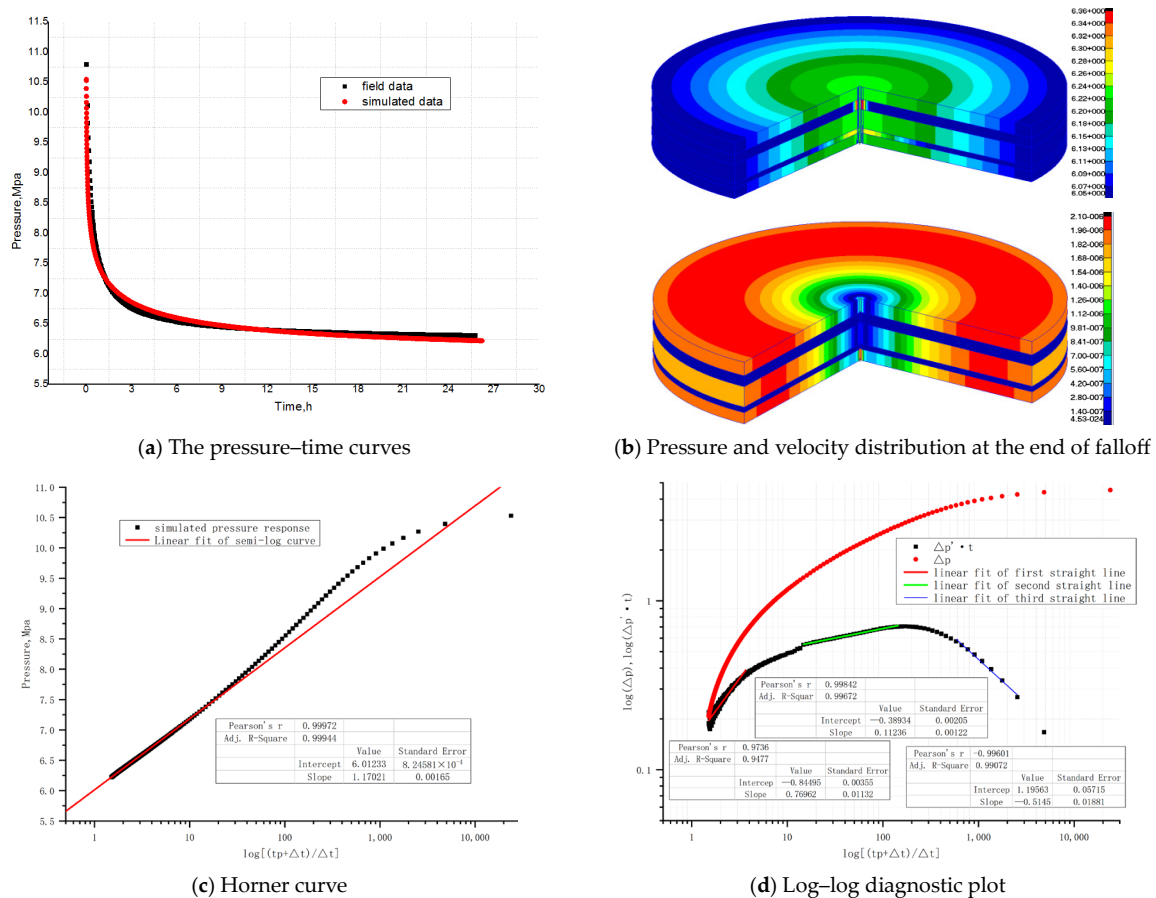 11.5
11.0
10.5
10.0
9.5
9.0
8.5
8.0
7.5
7.0
6.5
6.0
5.5
Pressure,Mpa
field data
simulated data
0 3 6 9 12 15 18 21 24 27 30
Time,h
(a) The pressure–time curves
6.36+000
6.34+000
6.32+000
6.30+000
6.28+000
6.26+000
6.24+000
6.22+000
6.20+000
6.18+000
6.15+000
6.13+000
6.11+000
6.09+000
6.07+000
6.05+000
2.10-006
1.96-006
1.82-006
1.68-006
1.54-006
1.40-006
1.26-006
1.12-006
9.81-007
8.41-007
7.00-007
5.60-007
4.20-007
2.80-007
1.40-007
4.53-024
(b) Pressure and velocity distribution at the end of falloff
11.0
10.5
10.0
9.5
9.0
8.5
8.0
7.5
7.0
6.5
6.0
5.5
Pressure,Mpa
simulated pressure response
Linear fit of semi-log curve
Pearson's r 0.99972
Adj. R-Square 0.99944
Value Standard Error
Intercept 6.01233 8.24581×10⁻⁴
Slope 1.17021 0.00165
1 10 100 1,000 10,000
log[(tp+△t)/△t]
(c) Horner curve
1
0.1
log(△p),log(△p'·t)
△p'·t
△p
linear fit of first straight line
linear fit of second straight line
linear fit of third straight line
Pearson's r 0.99842
Adj. R-Squar 0.99672
Value Standard Error
Intercept −0.38934 0.00205
Slope 0.11236 0.00122
Pearson's r 0.9736
Adj. R-Square 0.9477
Value Standard Error
Intercep −0.84495 0.00355
Slope 0.76962 0.01132
Pearson's r -0.99601
Adj. R-Square 0.99072
Value Standard Error
Intercept 1.19563 0.05715
Slope −0.5145 0.01881
1 10 100 1,000 10,000
log[(tp+△t)/△t]
(d) Log–log diagnostic plot